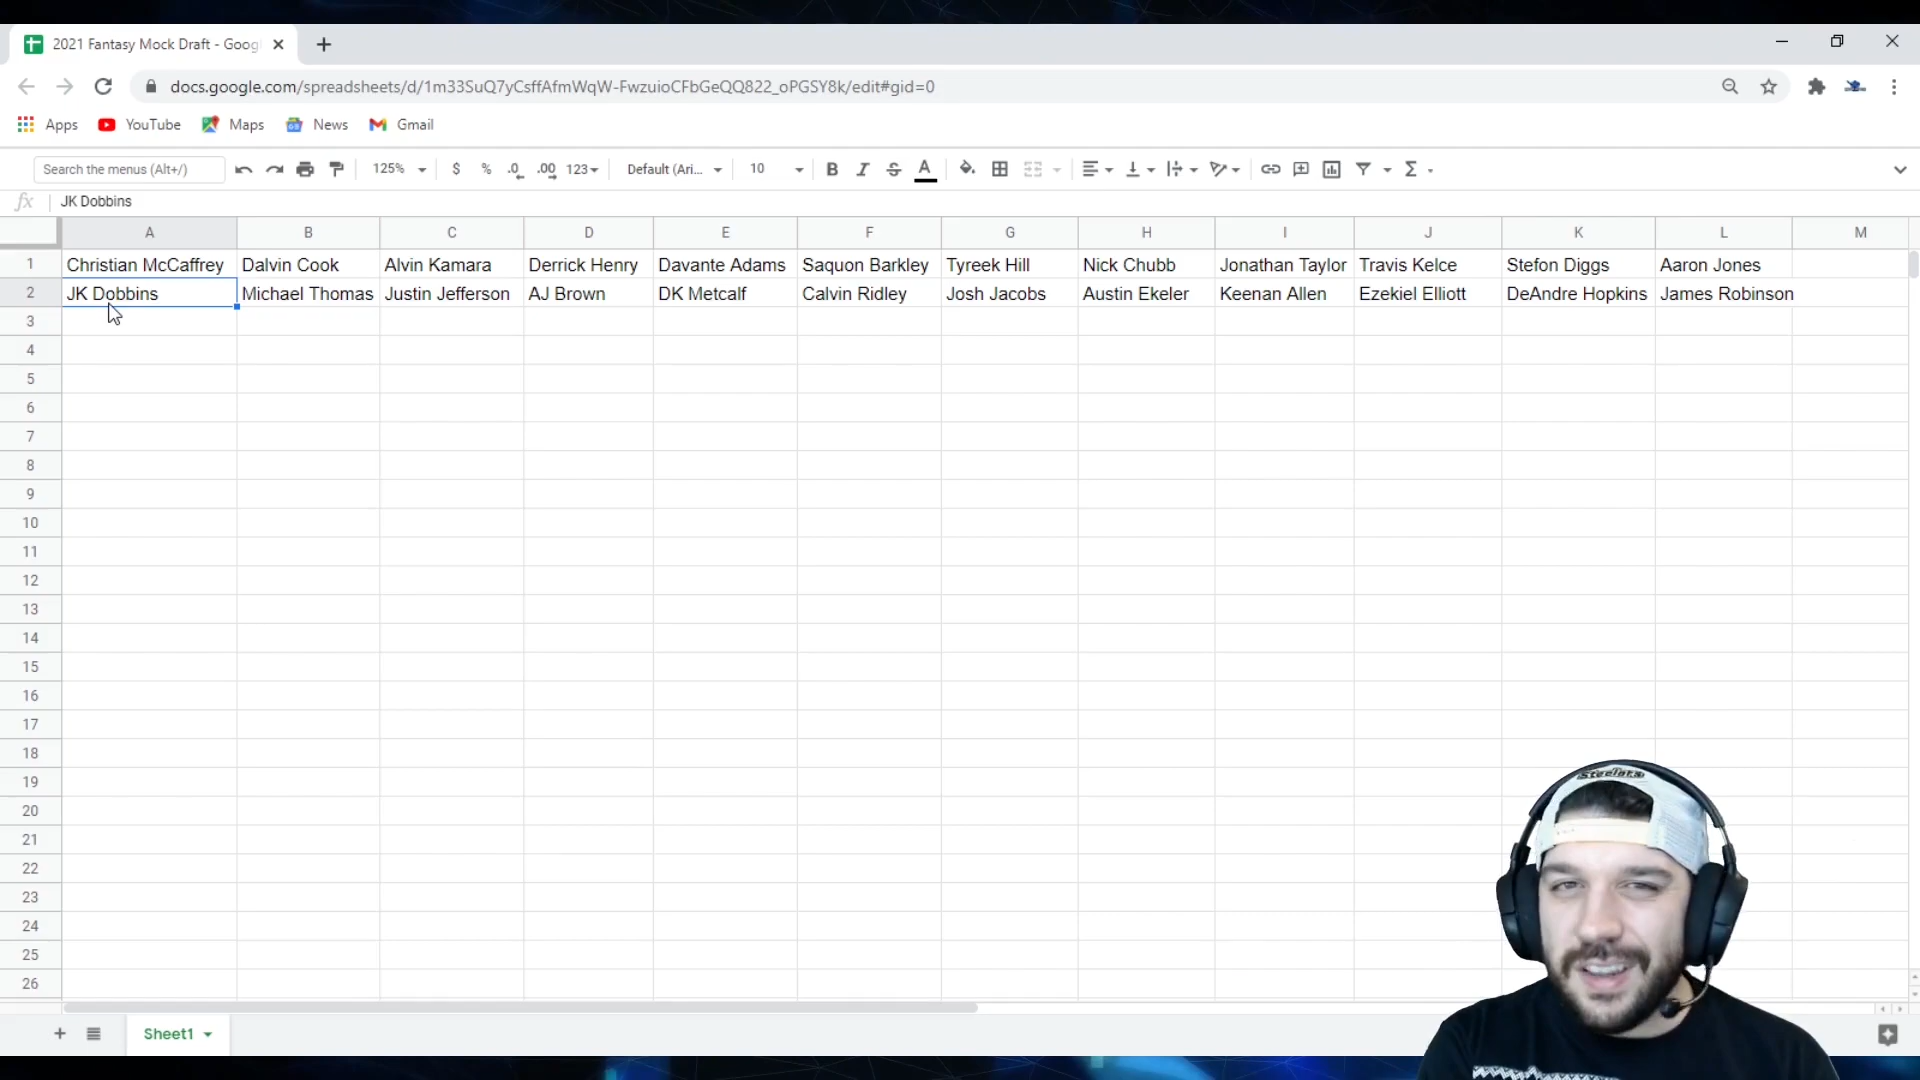 2021 Fantasy Mock Draft - Goog
docs.google.com/spreadsheets/d/1m33SuQ7yCsffAfmWqW-FwzuioCFbGeQQ822_oPGSY8k/edit#gid=0
Apps YouTube Maps News Gmail
Search the menus (Alt+/) 125% $ % .0 .00 123 Default (Ari... 10 B I S A Σ
fx JK Dobbins
A B C D E F G H I J K L M
1 Christian McCaffrey Dalvin Cook Alvin Kamara Derrick Henry Davante Adams Saquon Barkley Tyreek Hill Nick Chubb Jonathan Taylor Travis Kelce Stefon Diggs Aaron Jones
2 JK Dobbins Michael Thomas Justin Jefferson AJ Brown DK Metcalf Calvin Ridley Josh Jacobs Austin Ekeler Keenan Allen Ezekiel Elliott DeAndre Hopkins James Robinson
3
4
5
6
7
8
9
10
11
12
13
14
15
16
17
18
19
20
21
22
23
24
25
26
Steelers
Sheet1